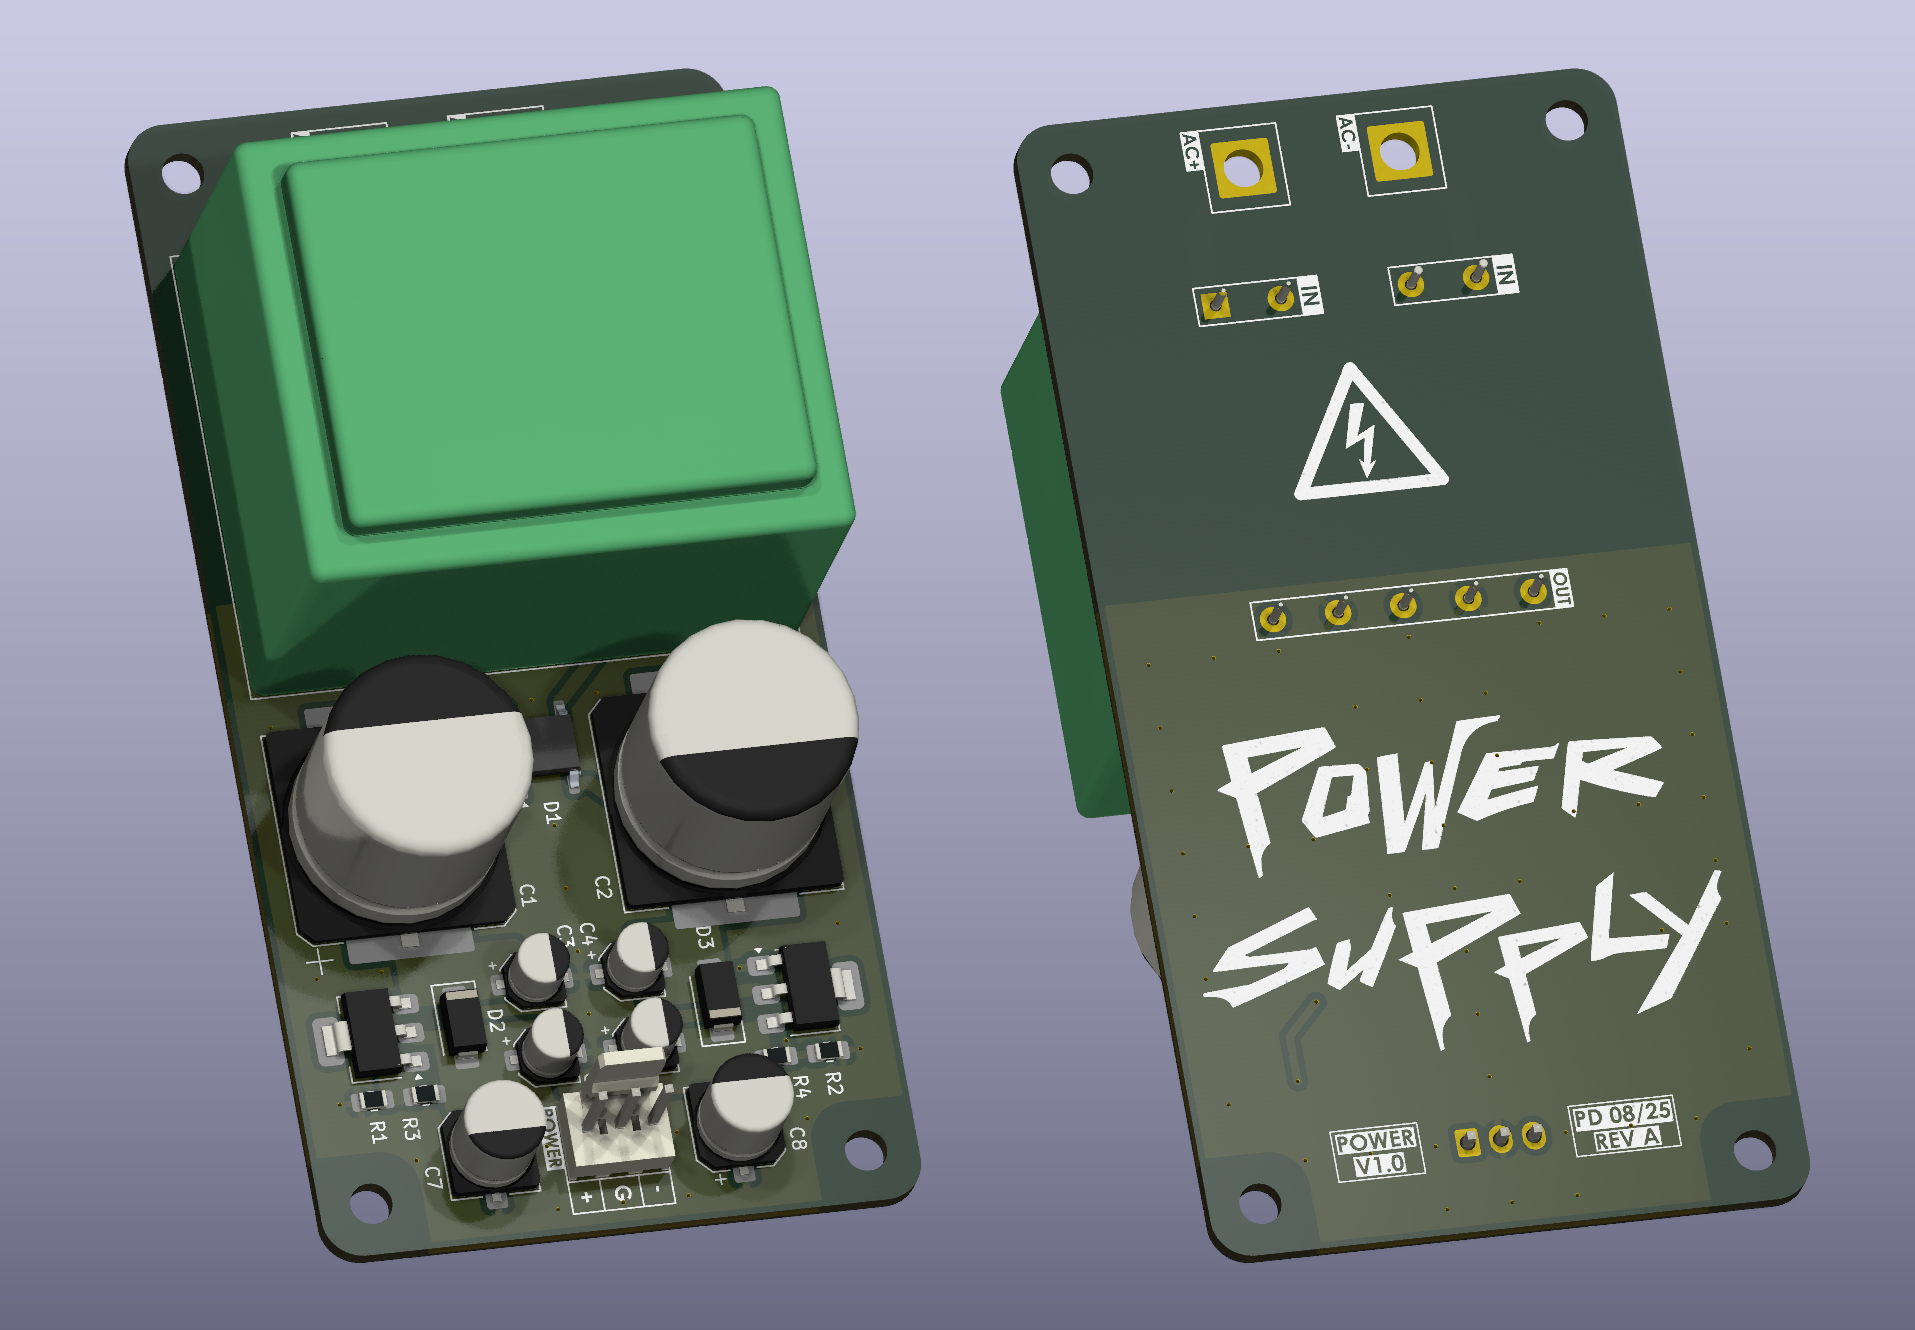 D1
C1
C2
C3
C4
D3
D2
R1
R3
R4
R2
C7
C8
POWER
+ G -
AC+
AC-
IN
IN
OUT
POWER
SUPPLY
POWER
V1.0
PD 08/25
REV A